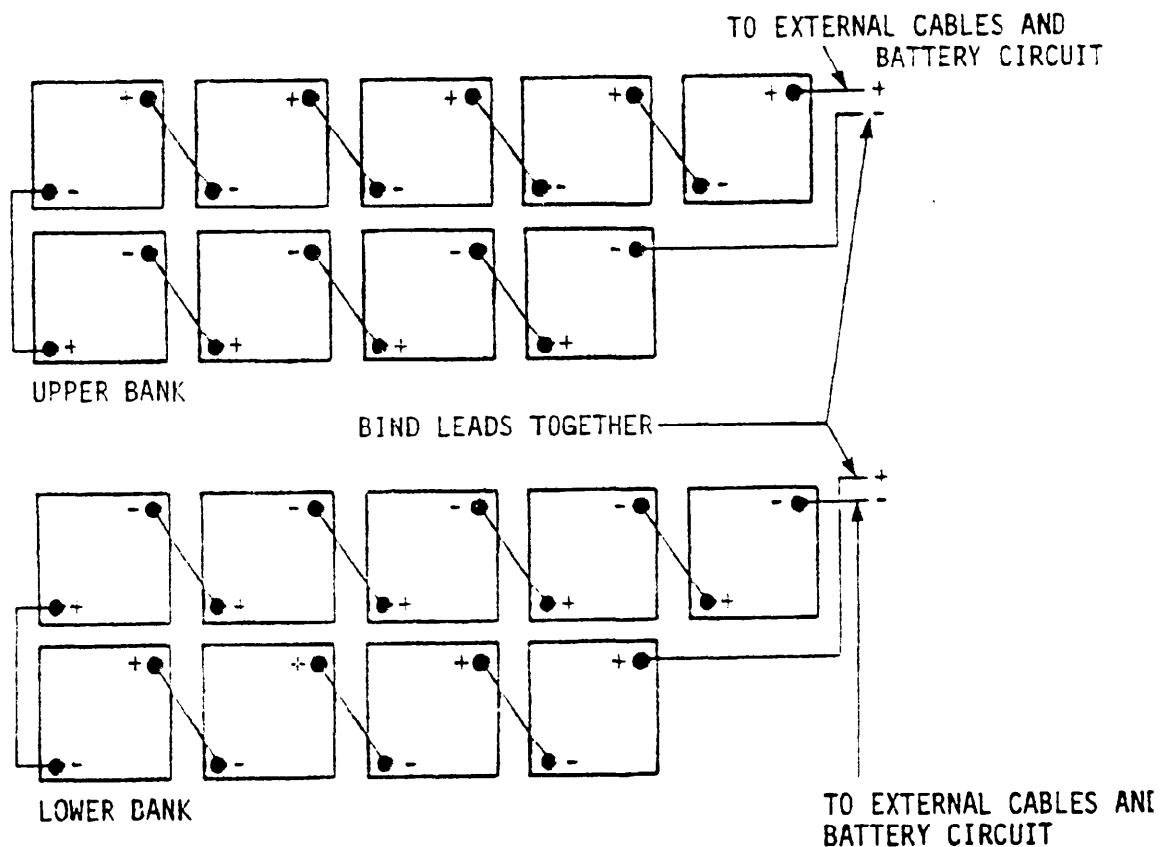 TO EXTERNAL CABLES AND
BATTERY CIRCUIT
+ + + + + +
-
- - - - -
- - - -
+ + + +
UPPER BANK
BIND LEADS TOGETHER
+
- - - - - -
+ + + + +
+ + + +
- - - -
LOWER BANK
TO EXTERNAL CABLES AND
BATTERY CIRCUIT